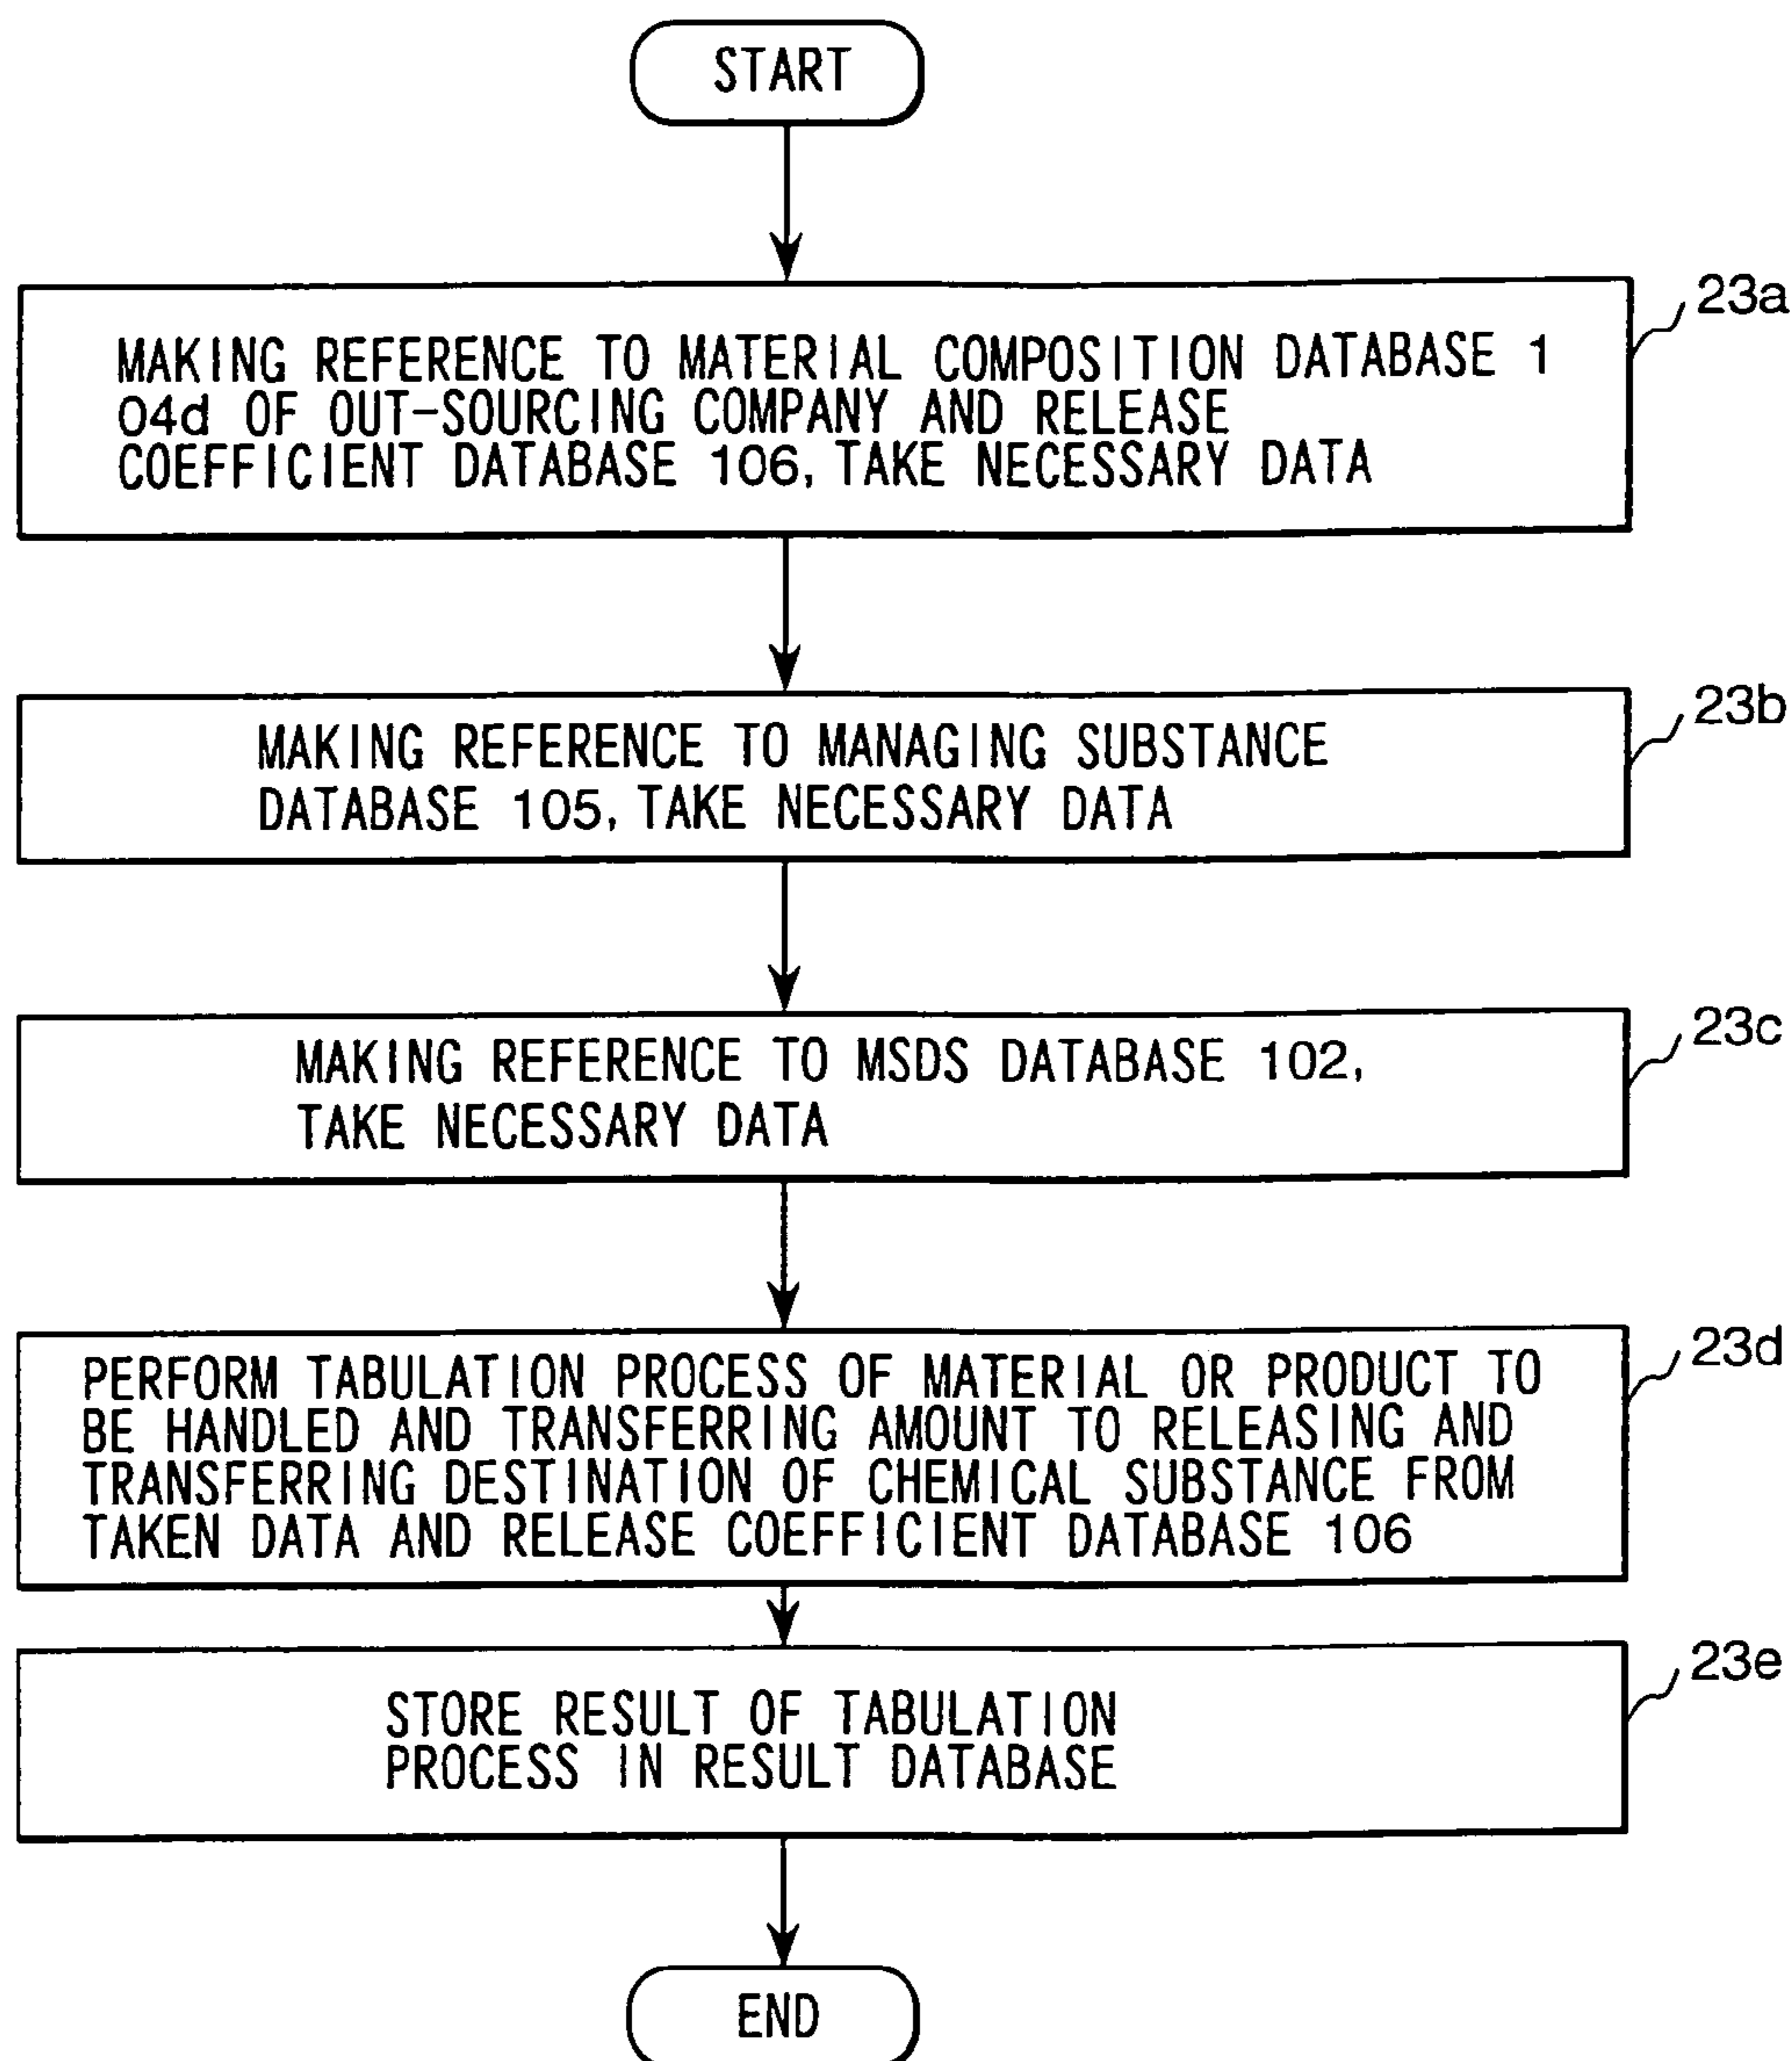 START
23a
MAKING REFERENCE TO MATERIAL COMPOSITION DATABASE 1
04d OF OUT-SOURCING COMPANY AND RELEASE
COEFFICIENT DATABASE 106, TAKE NECESSARY DATA
23b
MAKING REFERENCE TO MANAGING SUBSTANCE
DATABASE 105, TAKE NECESSARY DATA
23c
MAKING REFERENCE TO MSDS DATABASE 102,
TAKE NECESSARY DATA
23d
PERFORM TABULATION PROCESS OF MATERIAL OR PRODUCT TO
BE HANDLED AND TRANSFERRING AMOUNT TO RELEASING AND
TRANSFERRING DESTINATION OF CHEMICAL SUBSTANCE FROM
TAKEN DATA AND RELEASE COEFFICIENT DATABASE 106
23e
STORE RESULT OF TABULATION
PROCESS IN RESULT DATABASE
END